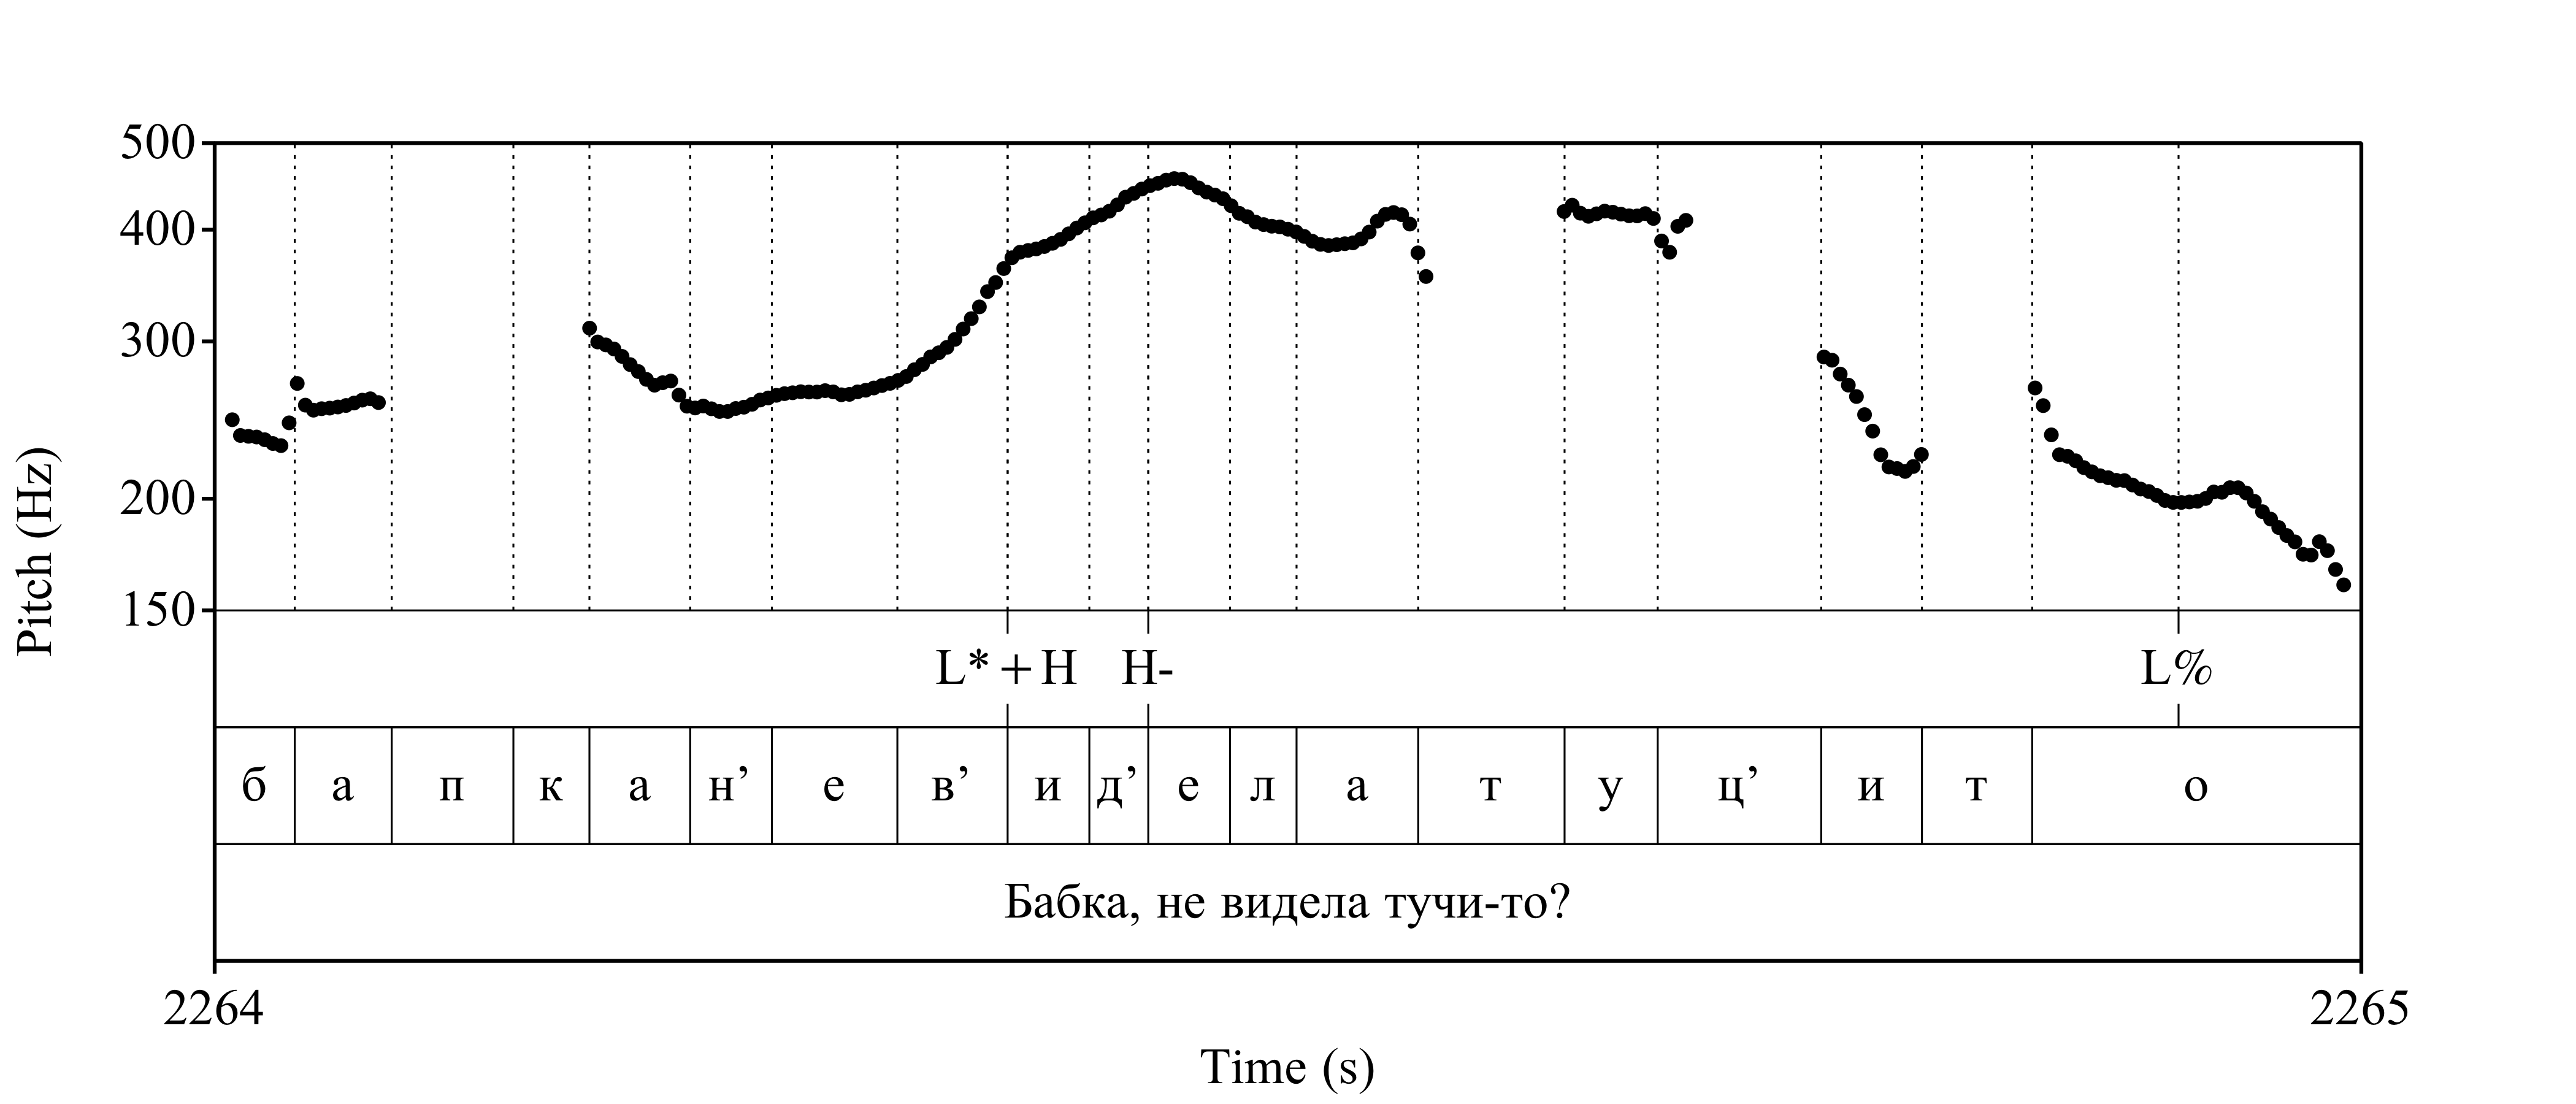 500
400
300
200
150
Pitch (Hz)
L* + H H- L%
б а п к а н’ е в’ и д’ е л а т у ц’ и т о
Бабка, не видела тучи-то?
2264 2265
Time (s)